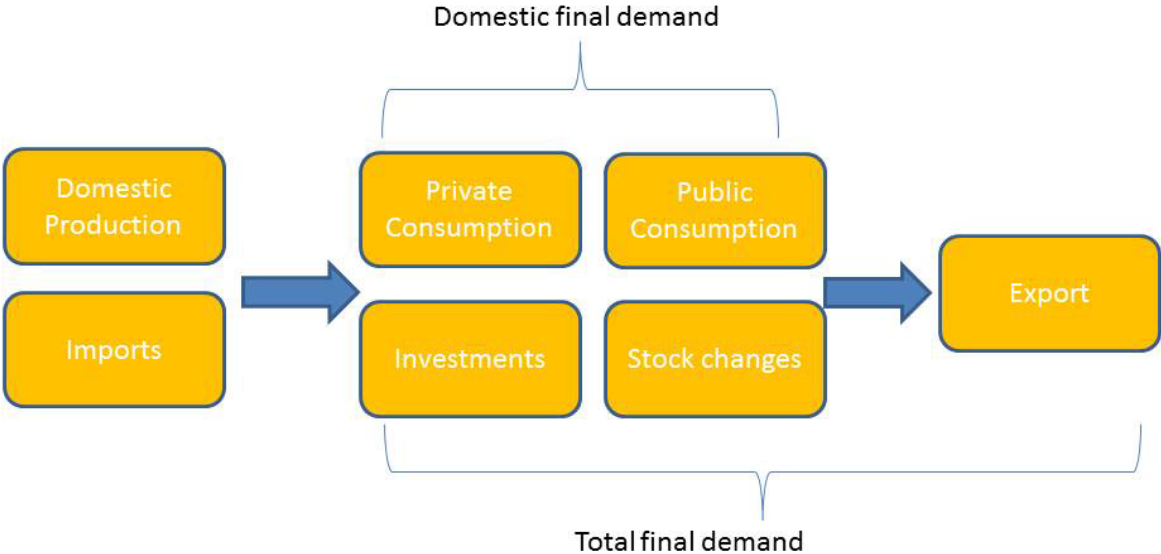 Domestic final demand
Domestic
Production
Imports
Private
Consumption
Public
Consumption
Investments
Stock changes
Export
Total final demand